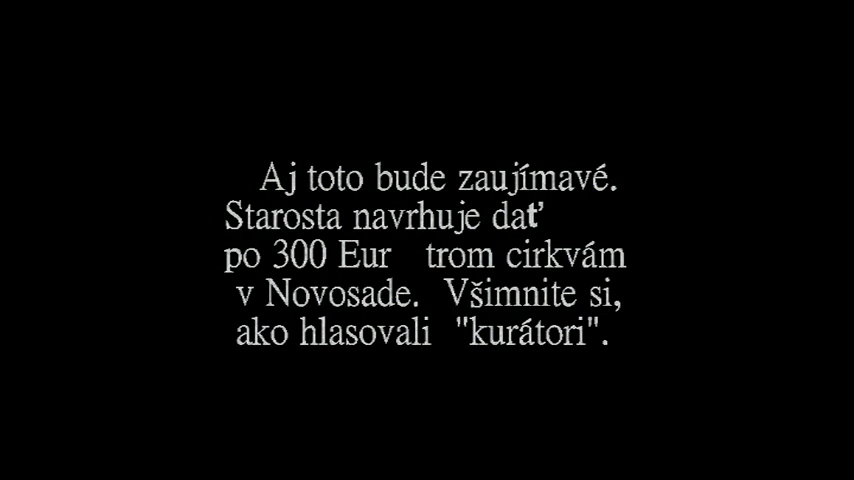 Aj toto bude zaujímavé.
Starosta navrhuje dať
po 300 Eur trom cirkvám
v Novosade. Všimnite si,
ako hlasovali "kurátori".